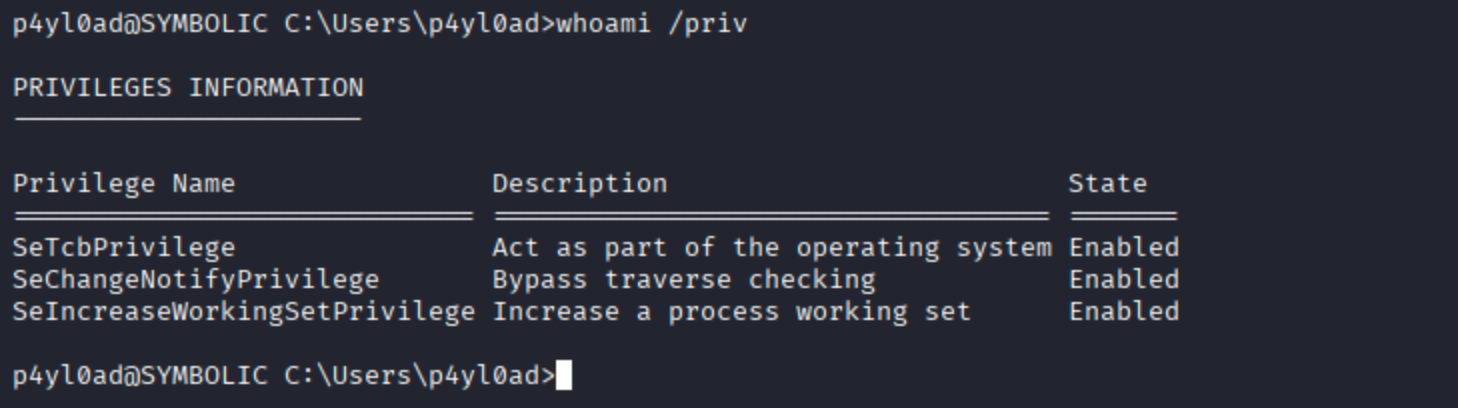 p4yl0ad@SYMBOLIC C:\Users\p4yl0ad>whoami /priv
PRIVILEGES INFORMATION
----------------------
Privilege Name                Description                         State
============================= =================================== =======
SeTcbPrivilege                Act as part of the operating system Enabled
SeChangeNotifyPrivilege       Bypass traverse checking            Enabled
SeIncreaseWorkingSetPrivilege Increase a process working set      Enabled
p4yl0ad@SYMBOLIC C:\Users\p4yl0ad>